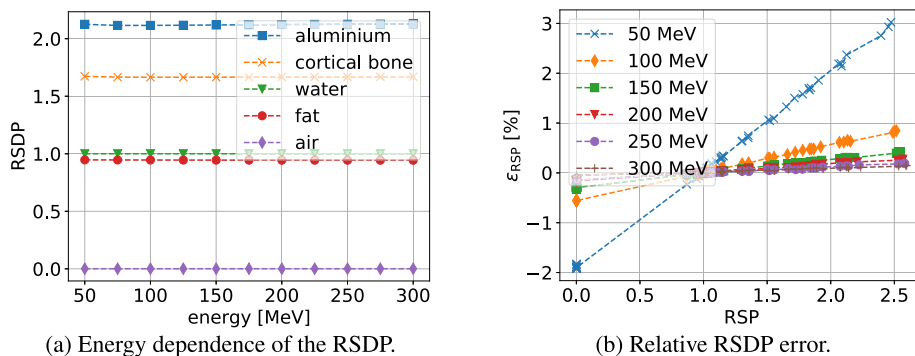 2.0
1.5
1.0
0.5
0.0
RSDP
aluminium
cortical bone
water
fat
air
50
100
150
200
250
300
energy [MeV]
(a) Energy dependence of the RSDP.
3
2
1
0
−1
−2
εRSP [%]
50 MeV
100 MeV
150 MeV
200 MeV
250 MeV
300 MeV
0.0
0.5
1.0
1.5
2.0
2.5
RSP
(b) Relative RSDP error.